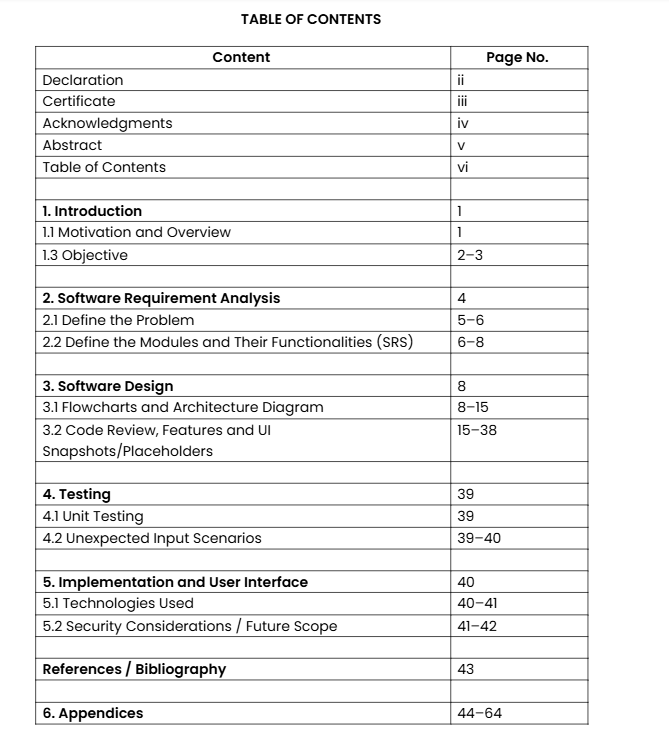 TABLE OF CONTENTS
Content Page No.
Declaration ii
Certificate iii
Acknowledgments iv
Abstract v
Table of Contents vi
1. Introduction 1
1.1 Motivation and Overview 1
1.3 Objective 2–3
2. Software Requirement Analysis 4
2.1 Define the Problem 5–6
2.2 Define the Modules and Their Functionalities (SRS) 6–8
3. Software Design 8
3.1 Flowcharts and Architecture Diagram 8–15
3.2 Code Review, Features and UI 15–38
Snapshots/Placeholders
4. Testing 39
4.1 Unit Testing 39
4.2 Unexpected Input Scenarios 39–40
5. Implementation and User Interface 40
5.1 Technologies Used 40–41
5.2 Security Considerations / Future Scope 41–42
References / Bibliography 43
6. Appendices 44–64